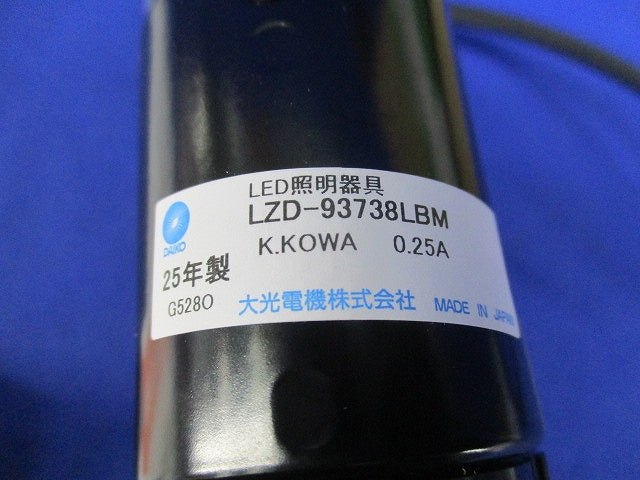 LED照明器具
LZD-93738LBM
DAIKO
K.KOWA 0.25A
25年製
G528O
大光電機株式会社 MADE IN JAPAN